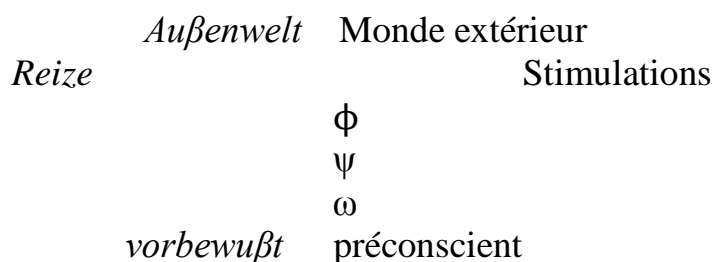 Außenwelt Monde extérieur
Reize Stimulations
ϕ
ψ
ω
vorbewußt préconscient